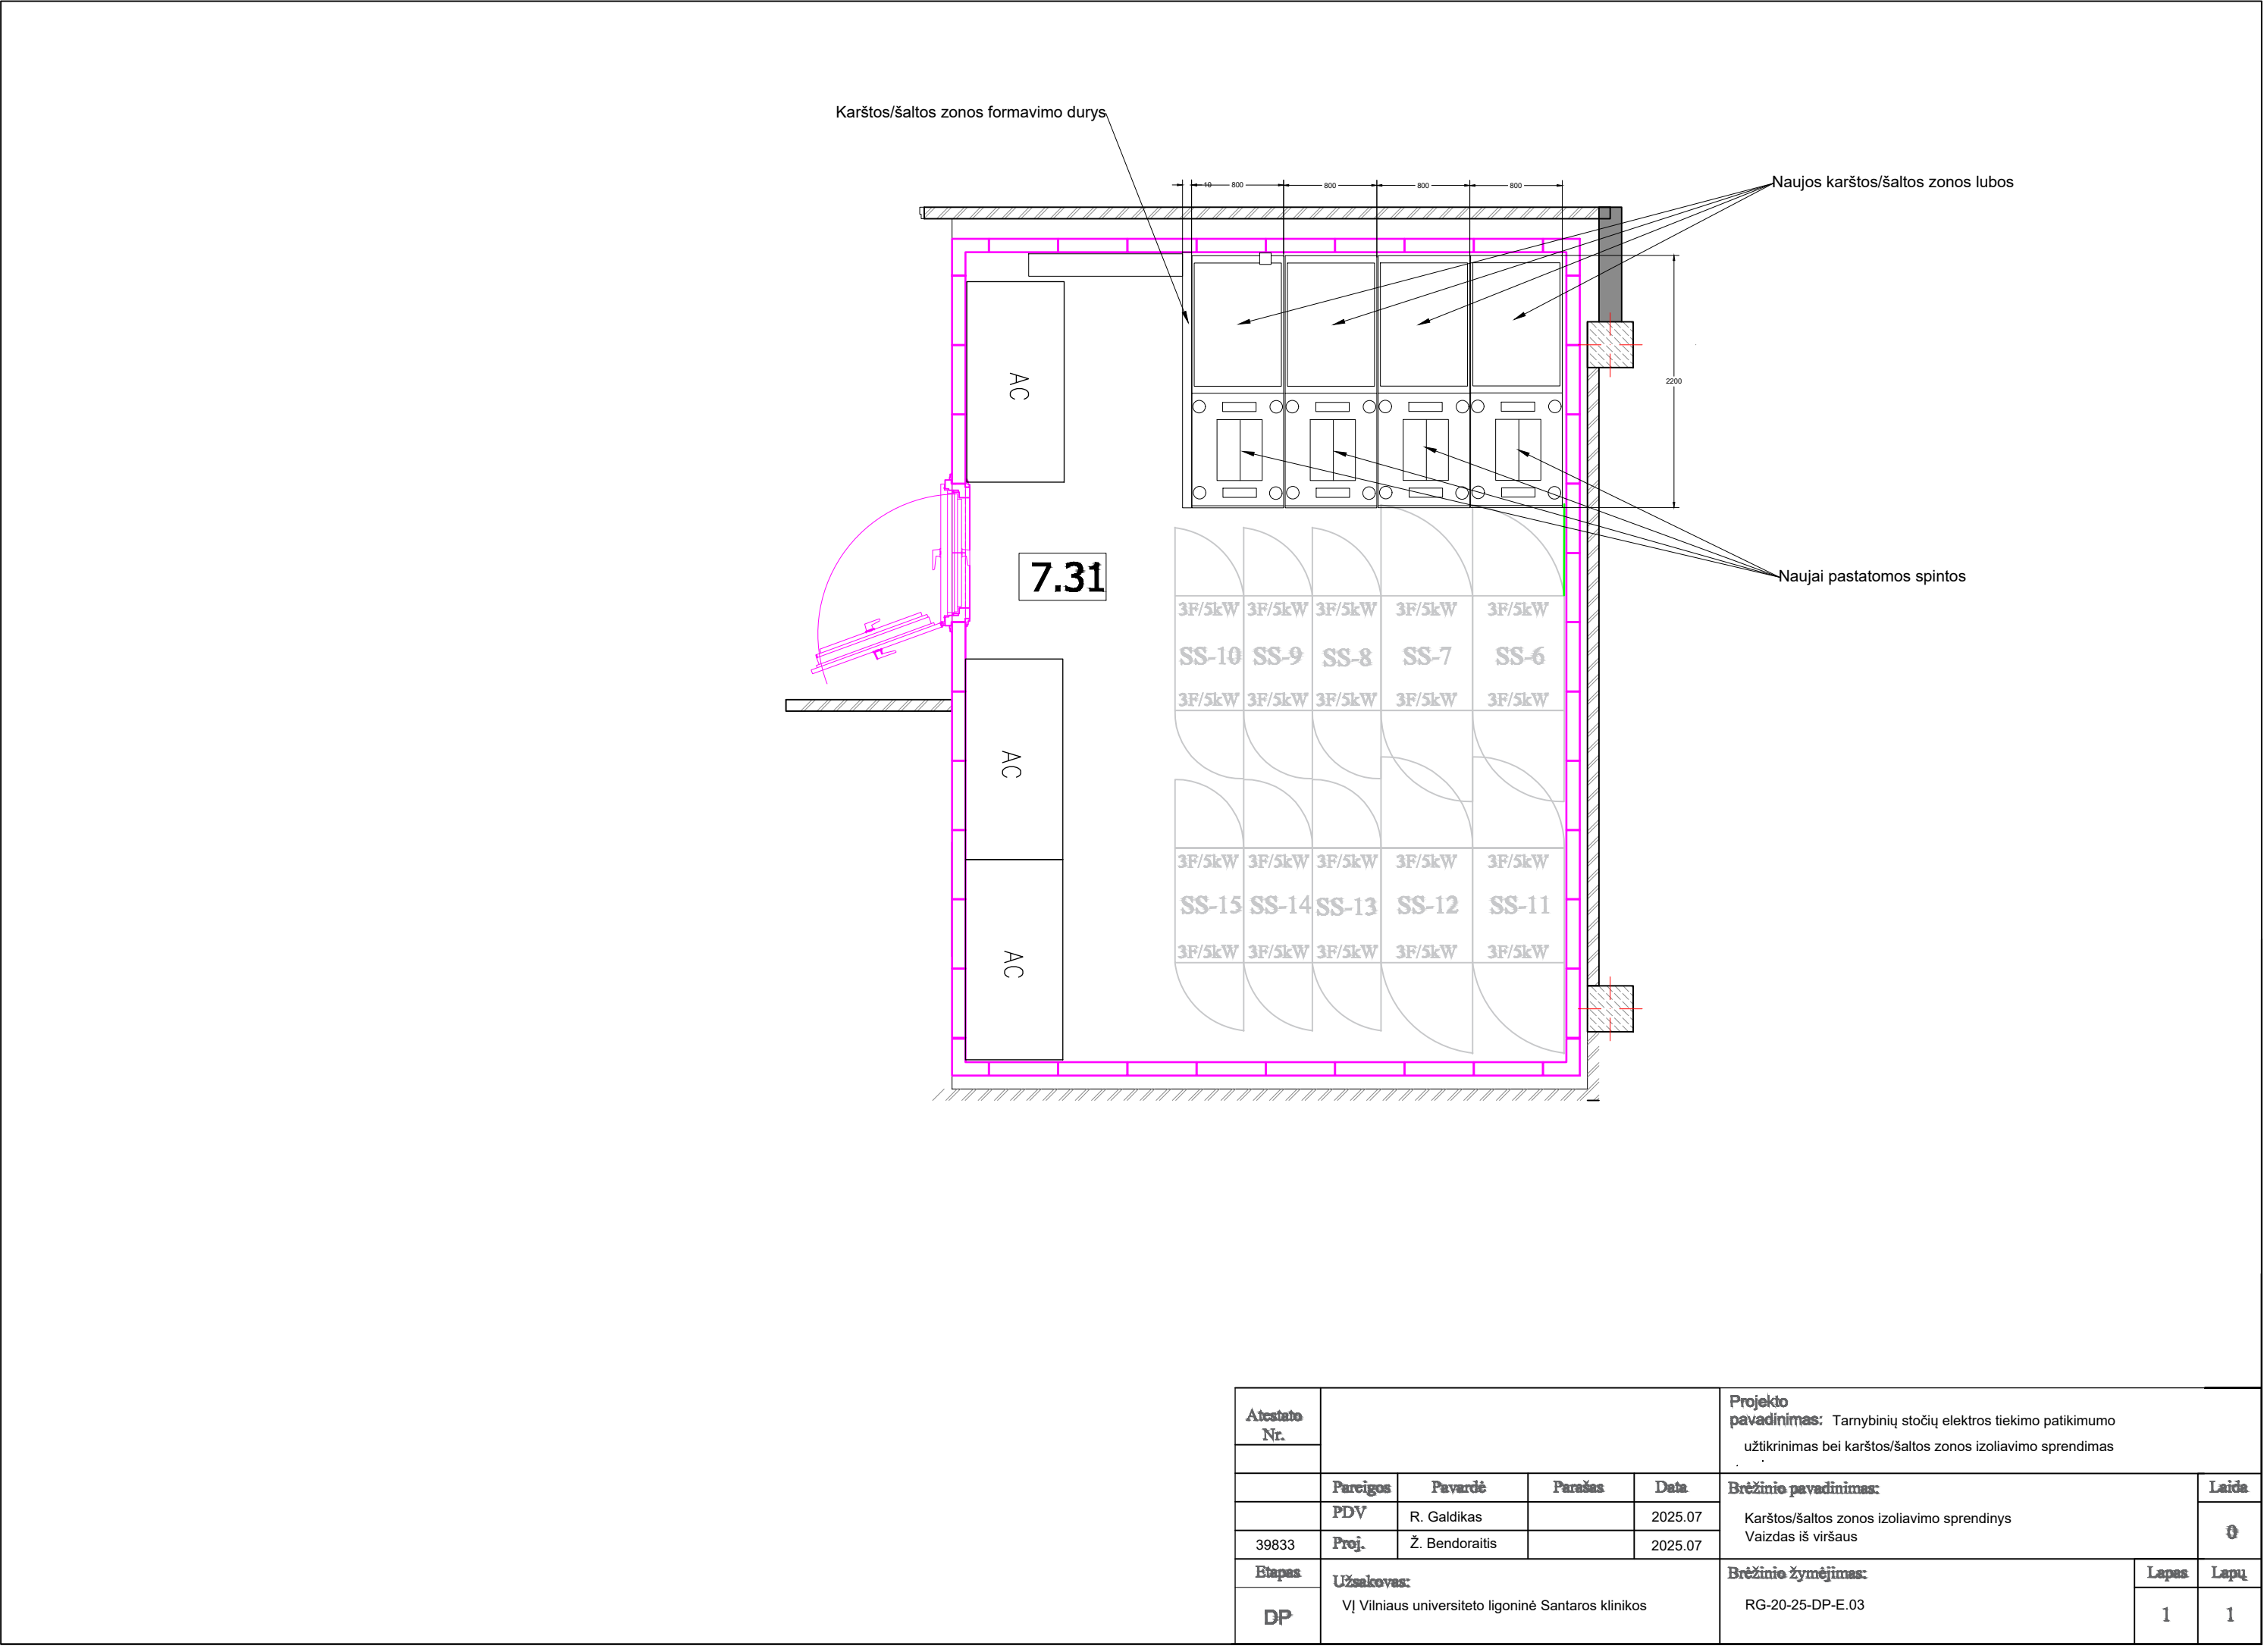 Karštos/šaltos zonos formavimo durys
Naujos karštos/šaltos zonos lubos
10 800 800 800 800
2200
AC
7.31
Naujai pastatomos spintos
3F/5kW 3F/5kW 3F/5kW 3F/5kW 3F/5kW
SS-10 SS-9 SS-8 SS-7 SS-6
3F/5kW 3F/5kW 3F/5kW 3F/5kW 3F/5kW
AC
3F/5kW 3F/5kW 3F/5kW 3F/5kW 3F/5kW
SS-15 SS-14 SS-13 SS-12 SS-11
3F/5kW 3F/5kW 3F/5kW 3F/5kW 3F/5kW
AC
Atestato
Nr.
Projekto
pavadinimas: Tarnybinių stočių elektros tiekimo patikimumo
užtikrinimas bei karštos/šaltos zonos izoliavimo sprendimas
Pareigos Pavardė Parašas Data
Brėžinio pavadinimas:
Laida
PDV R. Galdikas 2025.07
Karštos/šaltos zonos izoliavimo sprendinys
Vaizdas iš viršaus
0
39833 Proj. Ž. Bendoraitis 2025.07
Etapas
Užsakovas:
Brėžinio žymėjimas:
Lapas Lapų
DP
VĮ Vilniaus universiteto ligoninė Santaros klinikos
RG-20-25-DP-E.03
1 1